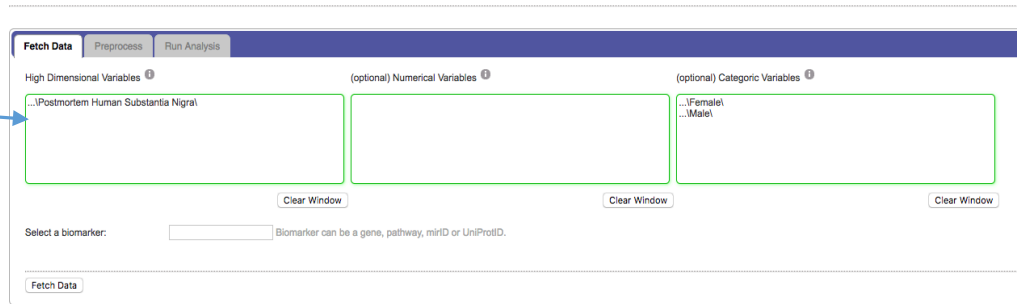 Fetch Data Preprocess Run Analysis
High Dimensional Variables (optional) Numerical Variables (optional) Categoric Variables
...\Postmortem Human Substantia Nigra\ ...\Female\
...\Male\
Clear Window Clear Window Clear Window
Select a biomarker: Biomarker can be a gene, pathway, mirID or UniProtID.
Fetch Data